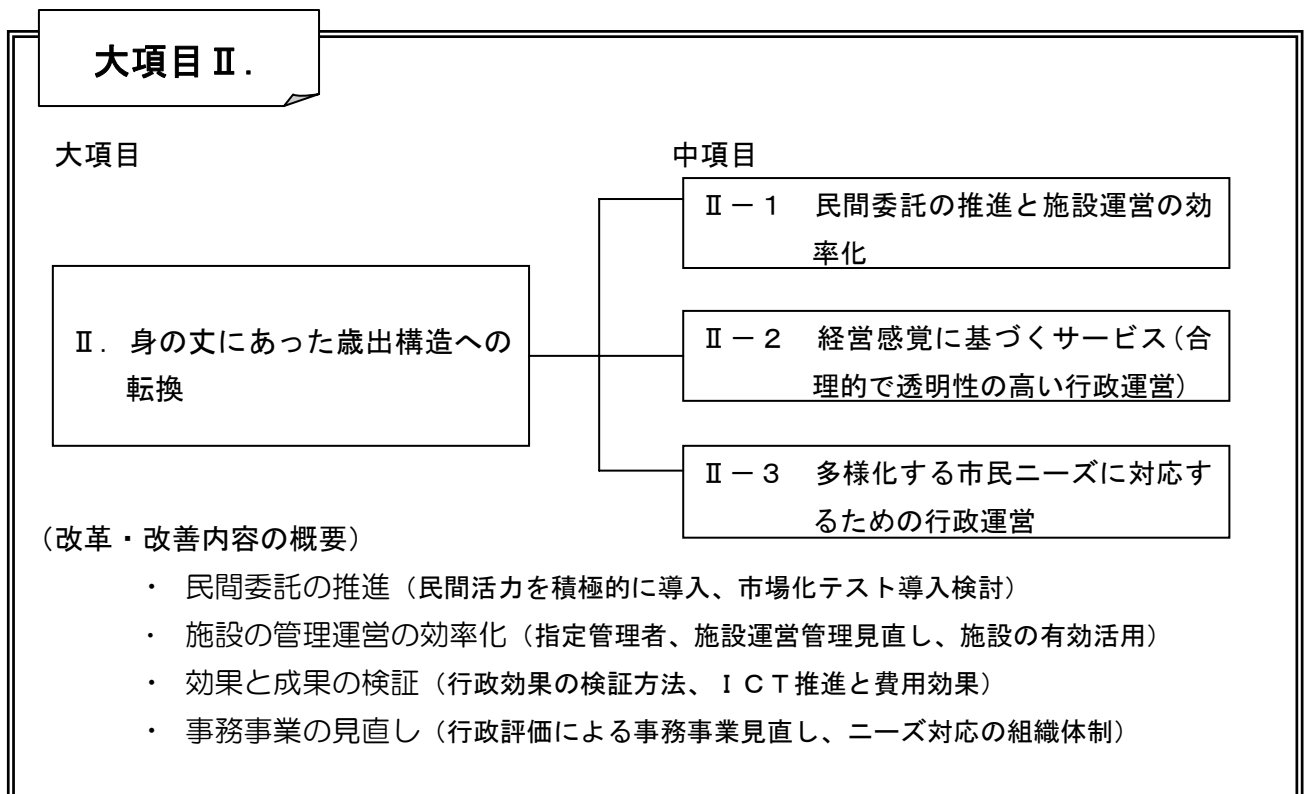 大項目Ⅱ.
大項目
中項目
Ⅱ－１　民間委託の推進と施設運営の効
率化
Ⅱ．身の丈にあった歳出構造への
転換
Ⅱ－２　経営感覚に基づくサービス（合
理的で透明性の高い行政運営）
Ⅱ－３　多様化する市民ニーズに対応す
るための行政運営
（改革・改善内容の概要）
・　民間委託の推進（民間活力を積極的に導入、市場化テスト導入検討）
・　施設の管理運営の効率化（指定管理者、施設運営管理見直し、施設の有効活用）
・　効果と成果の検証（行政効果の検証方法、ＩＣＴ推進と費用効果）
・　事務事業の見直し（行政評価による事務事業見直し、ニーズ対応の組織体制）